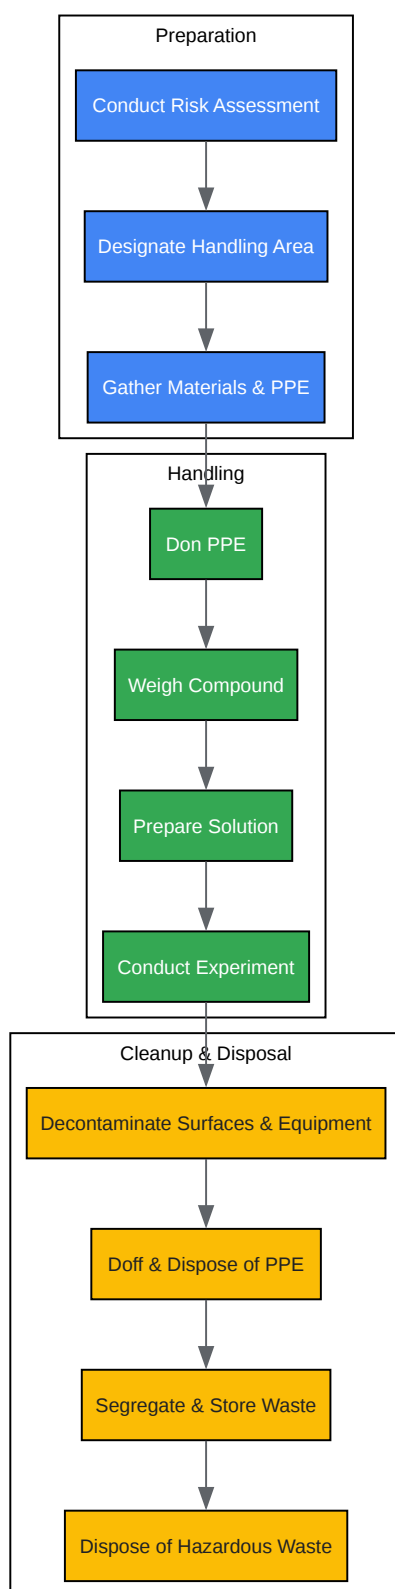 Preparation
Conduct Risk Assessment
Designate Handling Area
Gather Materials & PPE
Handling
Don PPE
Weigh Compound
Prepare Solution
Conduct Experiment
Cleanup & Disposal
Decontaminate Surfaces & Equipment
Doff & Dispose of PPE
Segregate & Store Waste
Dispose of Hazardous Waste